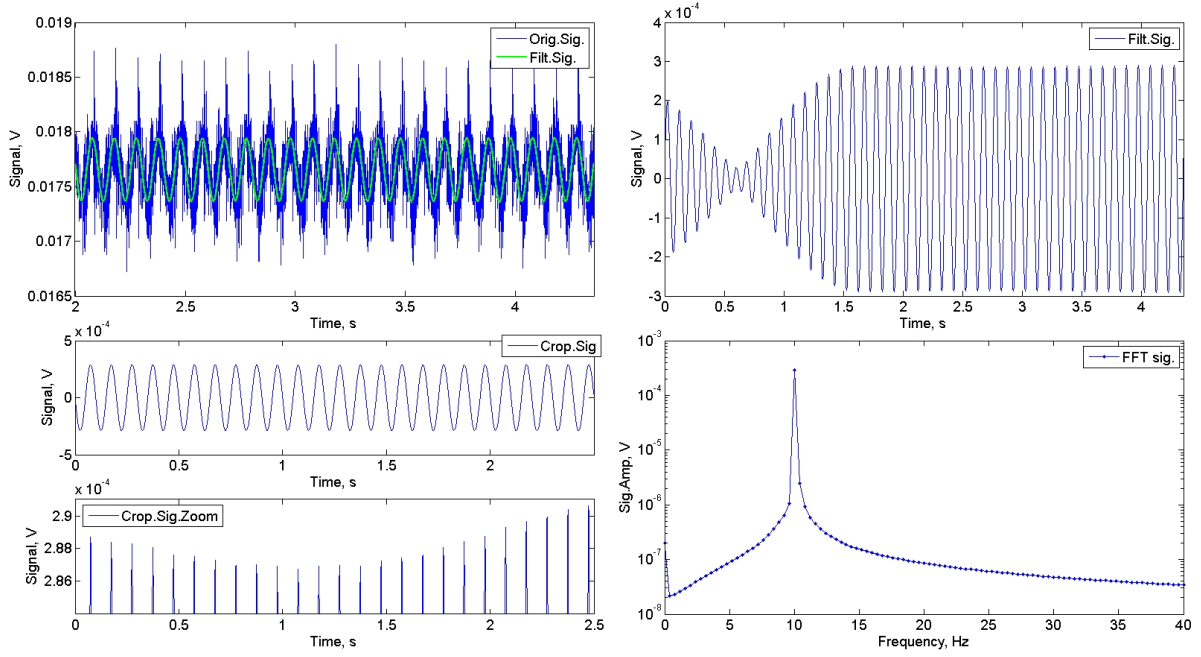 0.019
0.0185
0.018
0.0175
0.017
0.0165
Signal, V
Orig.Sig.
Filt.Sig.
2 2.5 3 3.5 4
Time, s
x 10-4
4
3
2
1
0
-1
-2
-3
Signal, V
Filt.Sig.
0 0.5 1 1.5 2 2.5 3 3.5 4
Time, s
x 10-4
5
0
-5
Signal, V
Crop.Sig
0 0.5 1 1.5 2
Time, s
x 10-4
2.9
2.88
2.86
Signal, V
Crop.Sig.Zoom
0 0.5 1 1.5 2 2.5
Time, s
10-3
10-4
10-5
10-6
10-7
10-8
Sig.Amp, V
FFT sig.
0 5 10 15 20 25 30 35 40
Frequency, Hz